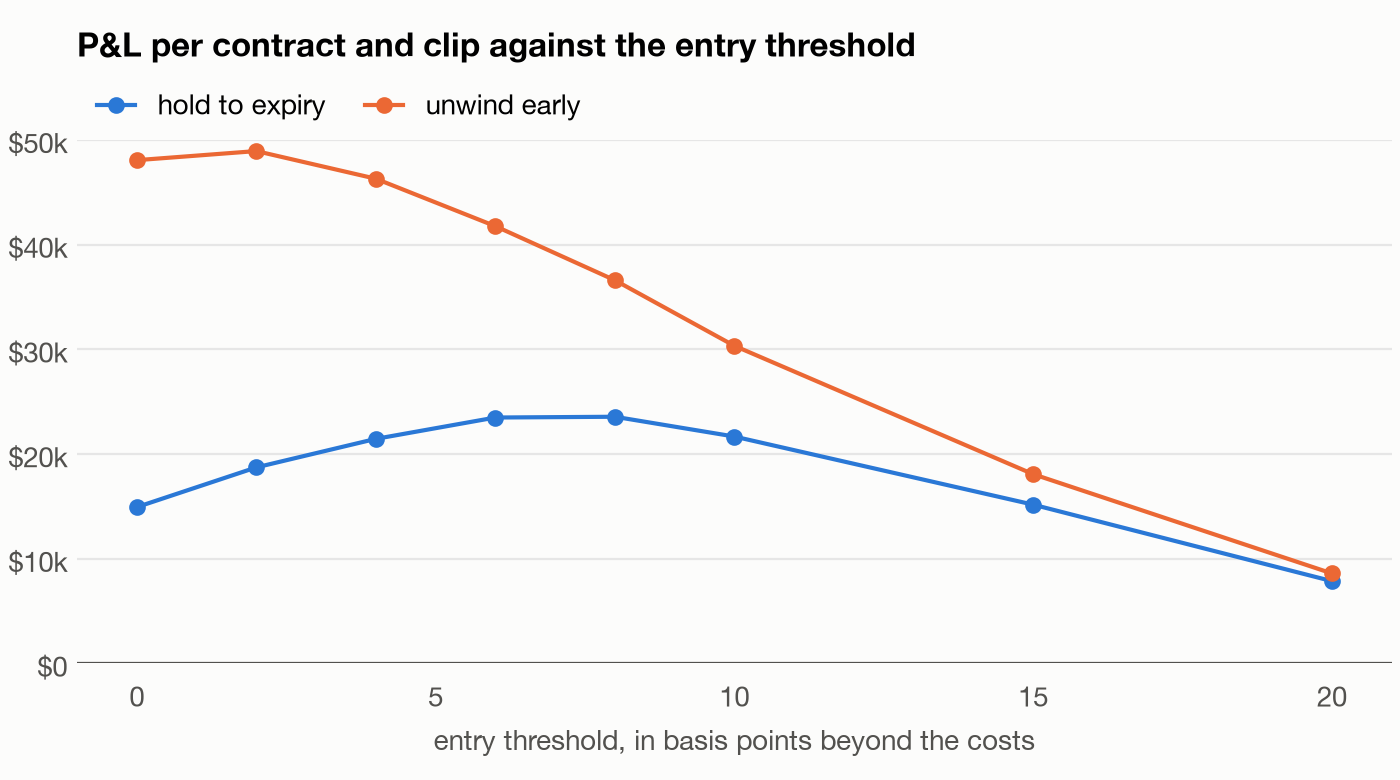 P&L per contract and clip against the entry threshold
hold to expiry unwind early
$50k
$40k
$30k
$20k
$10k
$0
0 5 10 15 20
entry threshold, in basis points beyond the costs